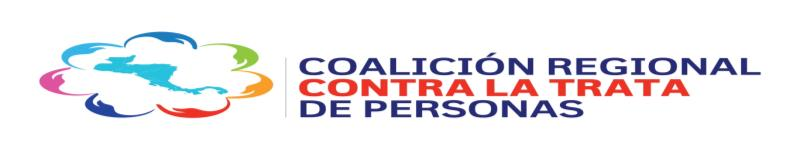 COALICIÓN REGIONAL
CONTRA LA TRATA
DE PERSONAS